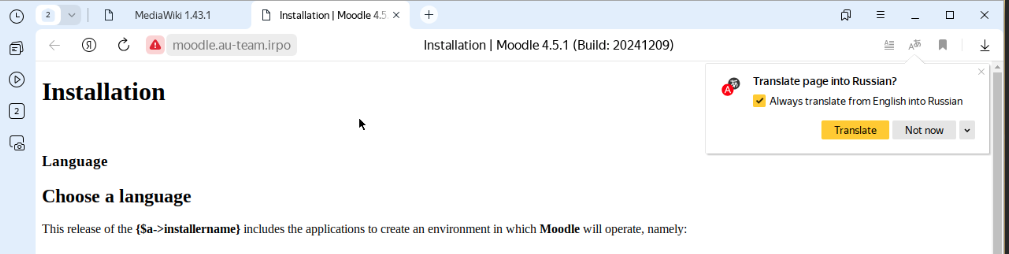 2
MediaWiki 1.43.1
Installation | Moodle 4.5
Я
moodle.au-team.irpo
Installation | Moodle 4.5.1 (Build: 20241209)
2
Installation
Translate page into Russian?
Always translate from English into Russian
Translate
Not now
Language
Choose a language
This release of the {$a->installername} includes the applications to create an environment in which Moodle will operate, namely: